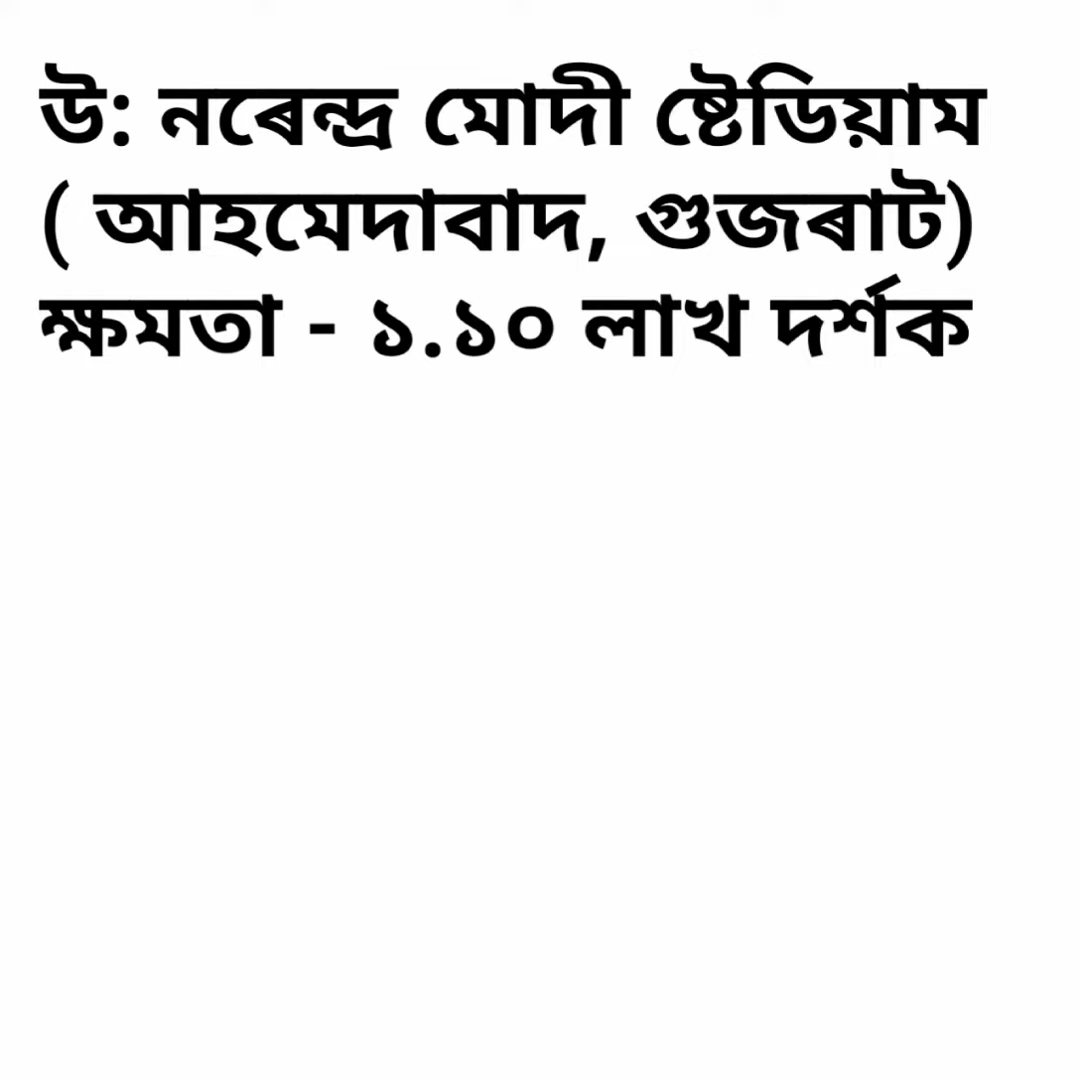 উ: নৰেন্দ্ৰ মোদী ষ্টেডিয়াম
( আহমেদাবাদ, গুজৰাট)
ক্ষমতা - ১.১০ লাখ দৰ্শক